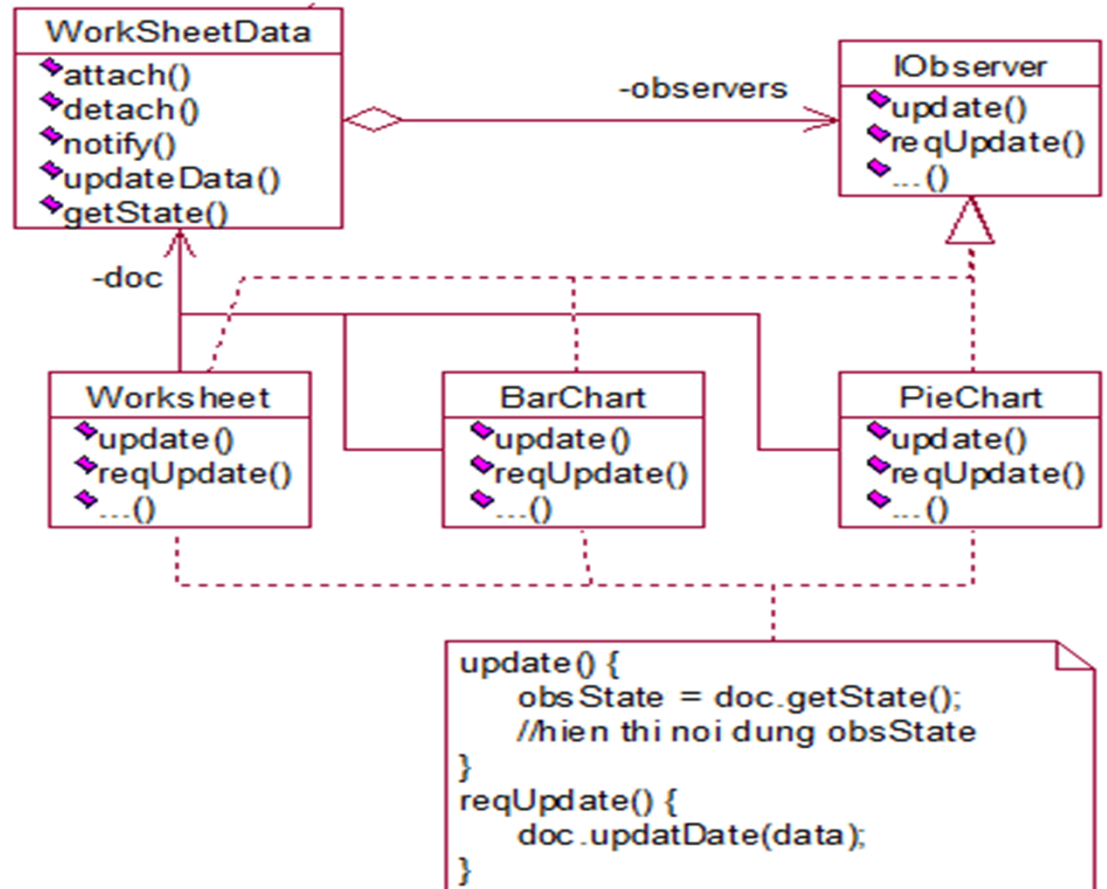 WorkSheetData
attach()
detach()
notify()
updateData()
getState()
-observers
IObserver
update()
reqUpdate()
...()
-doc
Worksheet
update()
reqUpdate()
...()
BarChart
update()
reqUpdate()
...()
PieChart
update()
reqUpdate()
...()
update() {
obsState = doc.getState();
//hien thi noi dung obsState
}
reqUpdate() {
doc.updatDate(data);
}